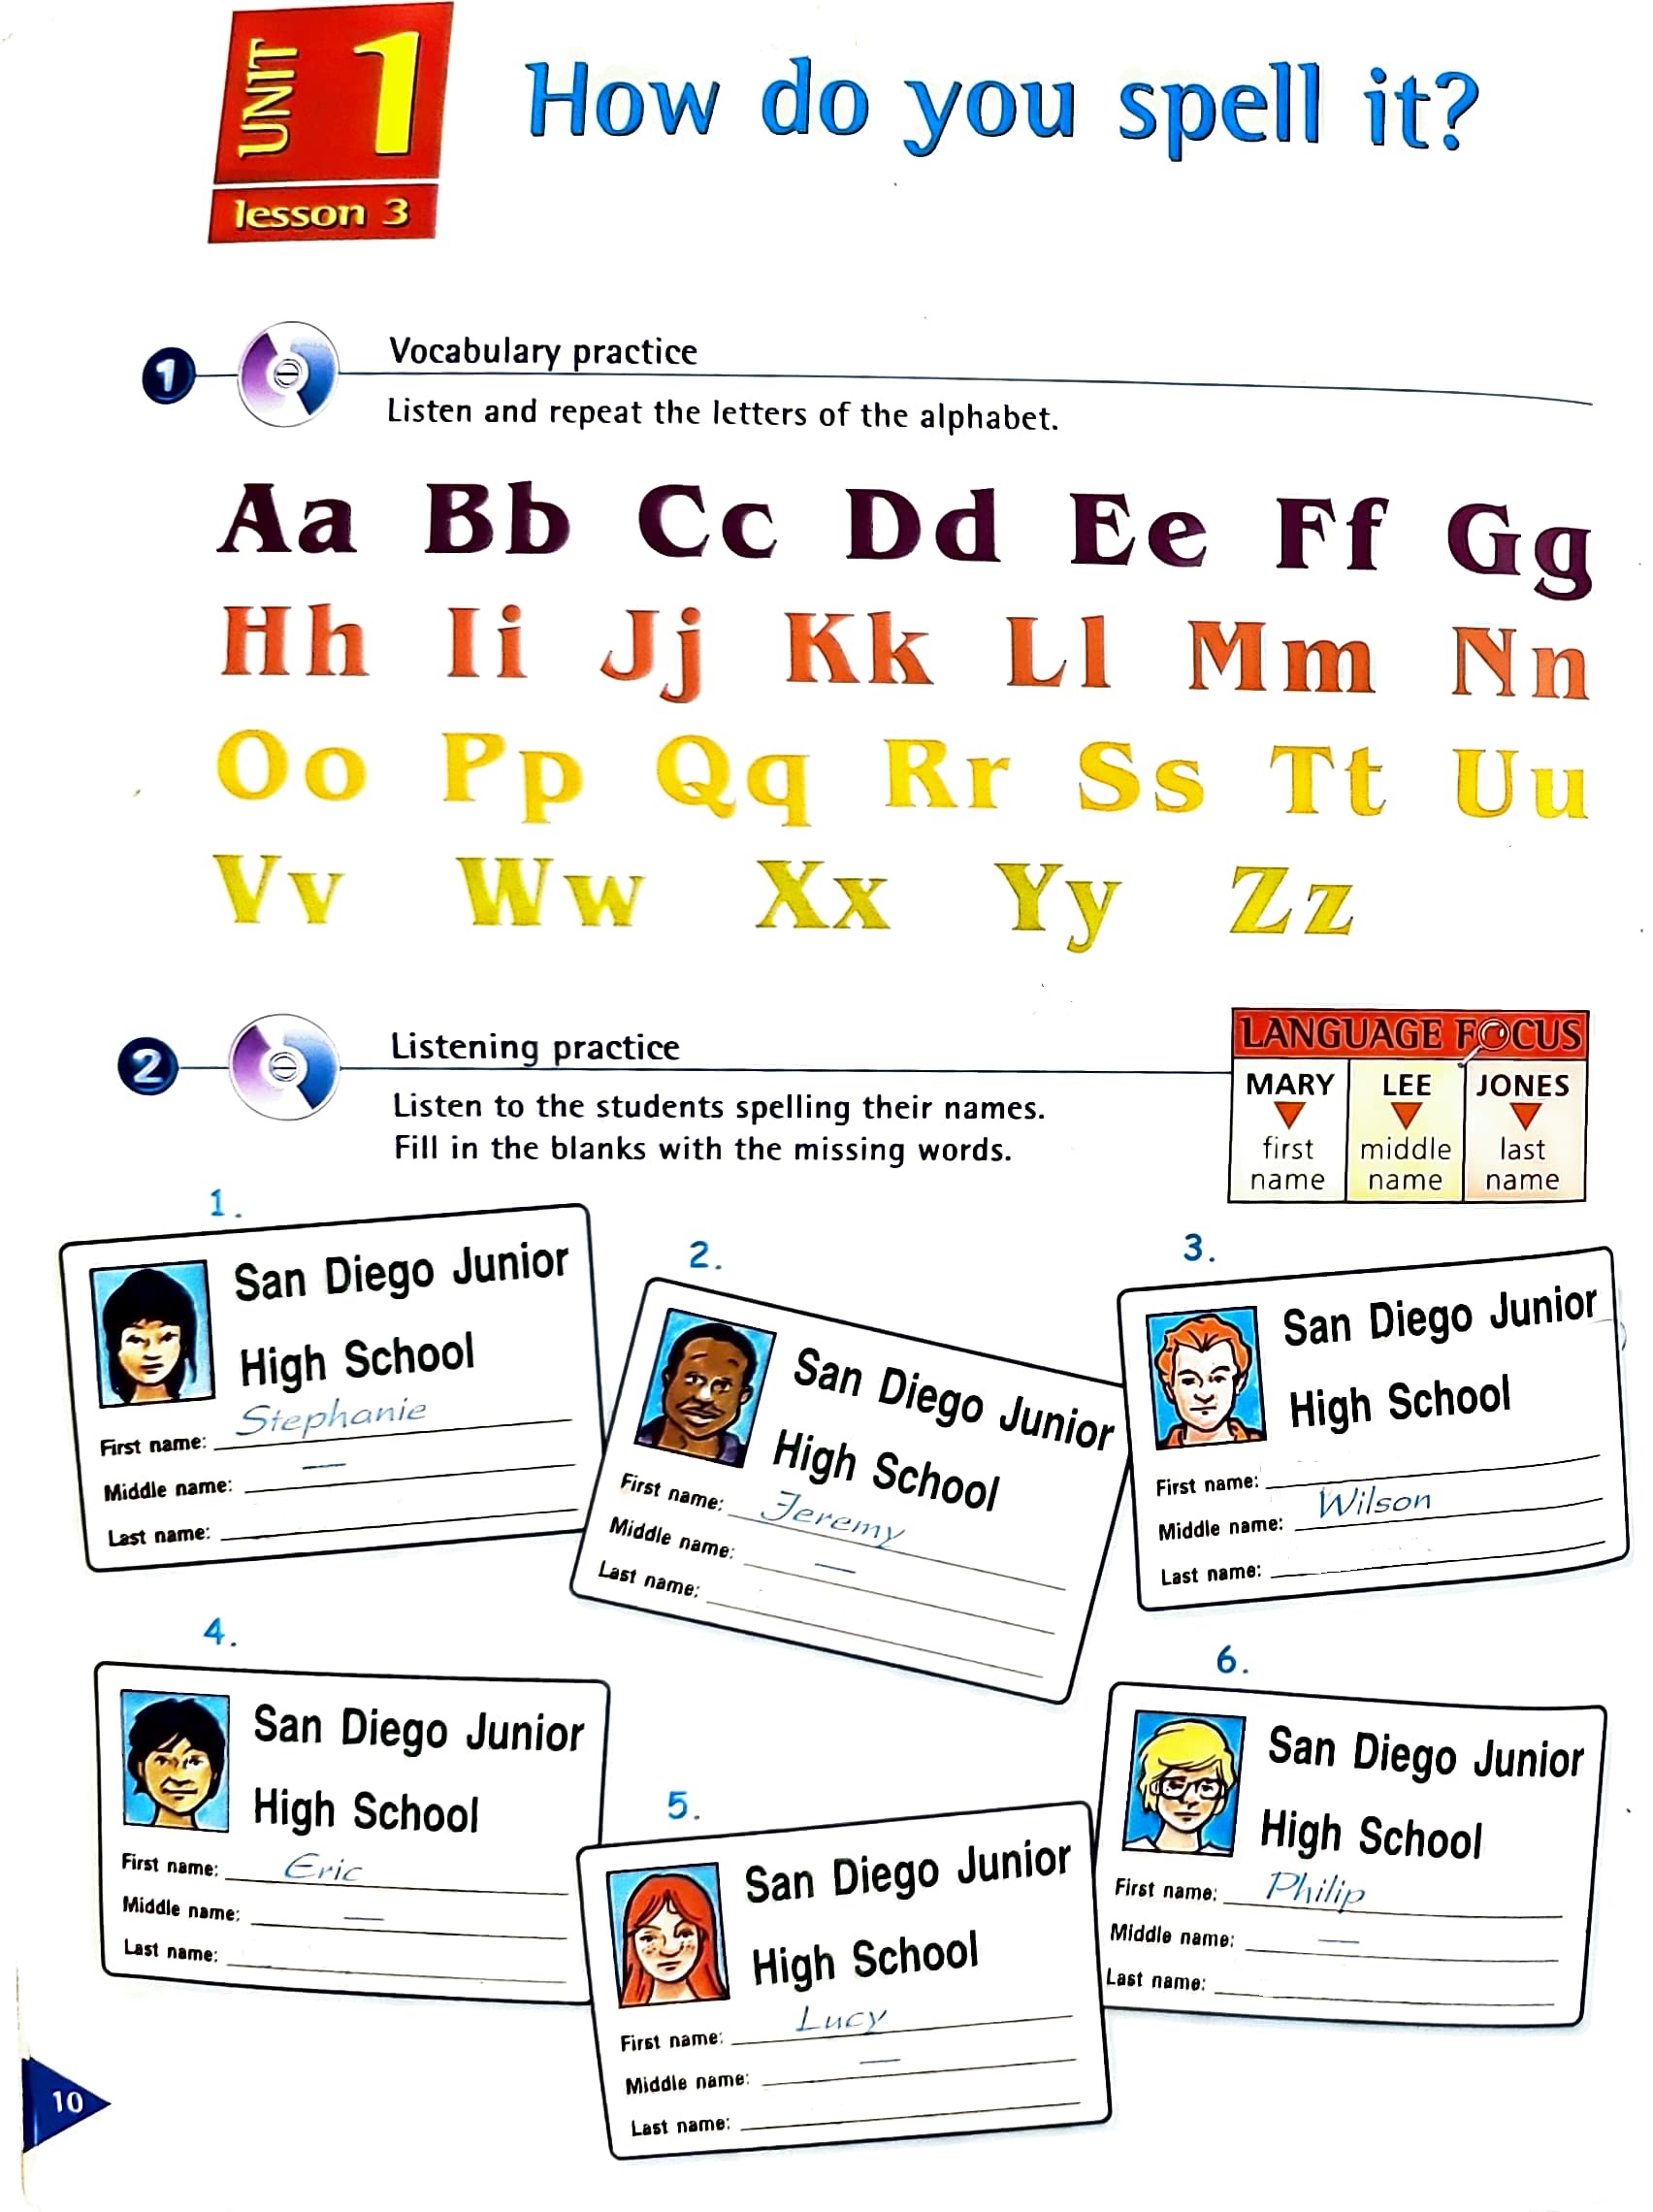 UNIT 1
lesson 3
How do you spell it?
1 Vocabulary practice
Listen and repeat the letters of the alphabet.
Aa Bb Cc Dd Ee Ff Gg
Hh Ii Jj Kk Ll Mm Nn
Oo Pp Qq Rr Ss Tt Uu
Vv Ww Xx Yy Zz
2 Listening practice
Listen to the students spelling their names.
Fill in the blanks with the missing words.
LANGUAGE FOCUS
MARY LEE JONES
first middle last
name name name
1.
San Diego Junior
High School
First name: Stephanie
Middle name: —
Last name:
2.
San Diego Junior
High School
First name: Jeremy
Middle name: —
Last name:
3.
San Diego Junior
High School
First name:
Middle name: Wilson
Last name:
4.
San Diego Junior
High School
First name: Eric
Middle name: —
Last name:
5.
San Diego Junior
High School
First name: Lucy
Middle name: —
Last name:
6.
San Diego Junior
High School
First name: Philip
Middle name: —
Last name:
10